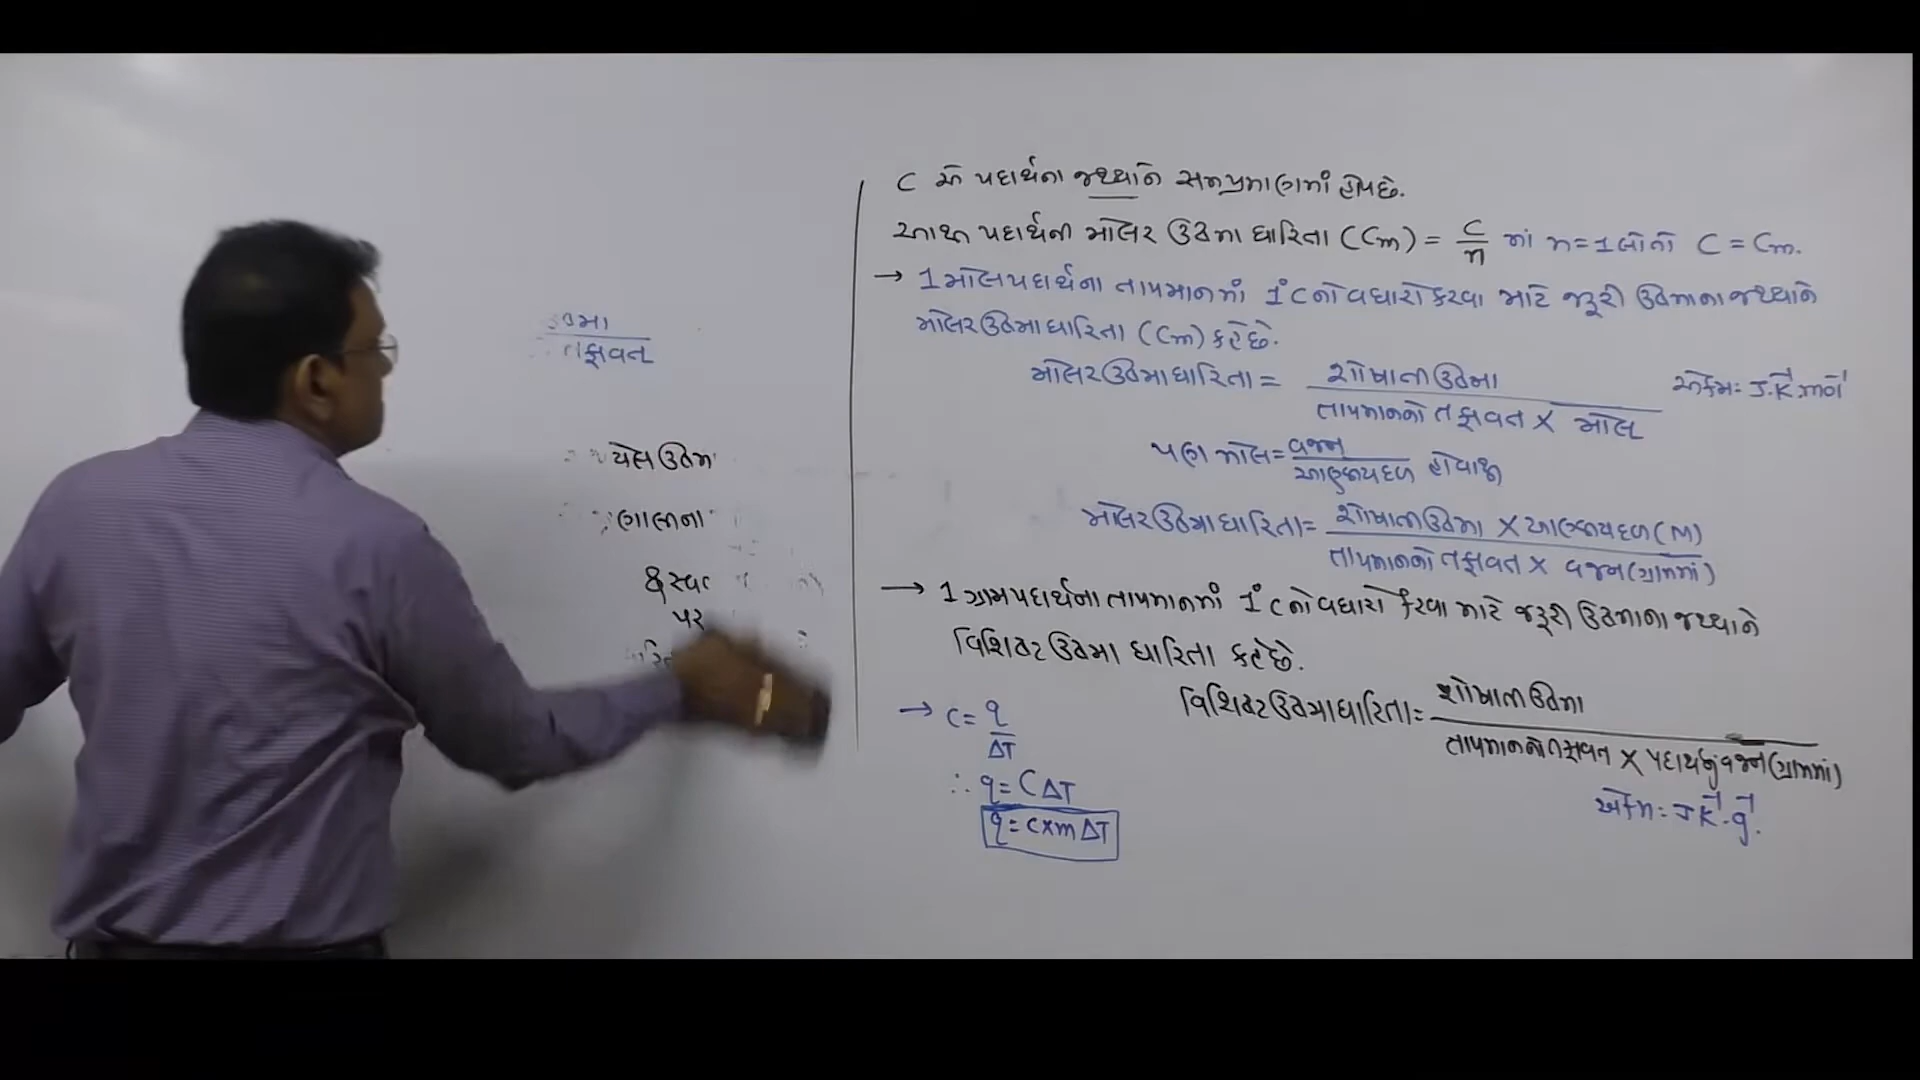 ઉષ્મા
તફાવત
યેલ ઉષ્મા
ણાલીના
& સ્વ
પર
C એ પદાર્થના જથ્થાને સમપ્રમાણમાં હોય છે.
આથી પદાર્થની મોલર ઉષ્મા ધારિતા (Cm) = C/n માં n=1 લેતાં C = Cm.
→ 1 મોલ પદાર્થના તાપમાનમાં 1°C નો વધારો કરવા માટે જરૂરી ઉષ્માના જથ્થાને
મોલર ઉષ્મા ધારિતા (Cm) કહે છે.
મોલર ઉષ્મા ધારિતા = શોષાતી ઉષ્મા / તાપમાનનો તફાવત × મોલ એકમ: J.K⁻¹.mol⁻¹
પણ મોલ = વજન / આણ્વીયદળ હોવાથી
મોલર ઉષ્મા ધારિતા = શોષાતી ઉષ્મા × આણ્વીયદળ (M) / તાપમાનનો તફાવત × વજન (ગ્રામમાં)
→ 1 ગ્રામ પદાર્થના તાપમાનમાં 1°C નો વધારો કરવા માટે જરૂરી ઉષ્માના જથ્થાને
વિશિષ્ટ ઉષ્મા ધારિતા કહે છે.
વિશિષ્ટ ઉષ્મા ધારિતા = શોષાતી ઉષ્મા / તાપમાનનો તફાવત × પદાર્થનું વજન (ગ્રામમાં)
એકમ: J K⁻¹.g⁻¹.
→ C = q / ΔT
∴ q = C ΔT
q = c×m ΔT